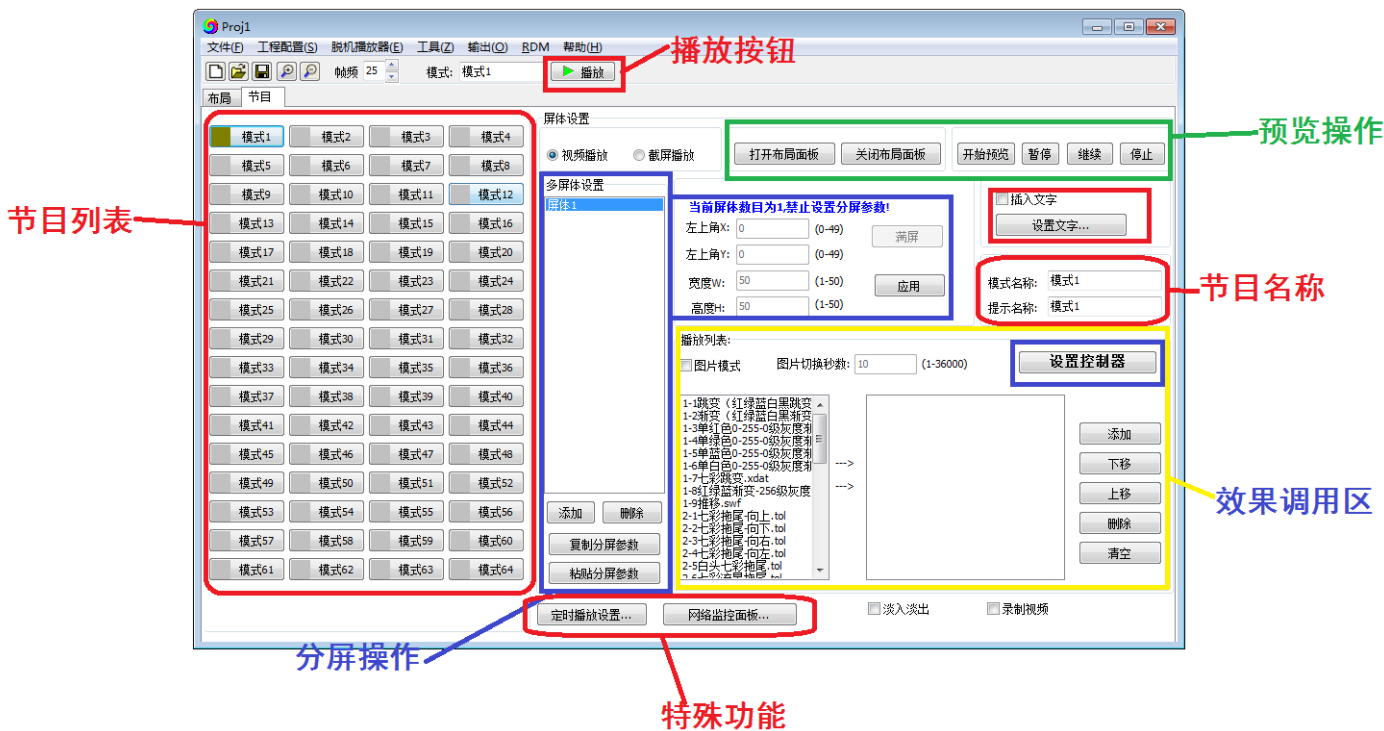 Proj1
文件(F) 工程配置(S) 脱机播放器(E) 工具(Z) 输出(O) RDM 帮助(H)
播放按钮
帧频 25 模式: 模式1 播放
布局 节目
屏体设置
预览操作
视频播放 截屏播放 打开布局面板 关闭布局面板 开始预览 暂停 继续 停止
节目列表
模式1 模式2 模式3 模式4
模式5 模式6 模式7 模式8
模式9 模式10 模式11 模式12
模式13 模式14 模式15 模式16
模式17 模式18 模式19 模式20
模式21 模式22 模式23 模式24
模式25 模式26 模式27 模式28
模式29 模式30 模式31 模式32
模式33 模式34 模式35 模式36
模式37 模式38 模式39 模式40
模式41 模式42 模式43 模式44
模式45 模式46 模式47 模式48
模式49 模式50 模式51 模式52
模式53 模式54 模式55 模式56
模式57 模式58 模式59 模式60
模式61 模式62 模式63 模式64
多屏体设置
屏体1
添加 删除
复制分屏参数
粘贴分屏参数
当前屏体数目为1,禁止设置分屏参数!
左上角X: 0 (0-49) 满屏
左上角Y: 0 (0-49)
宽度W: 50 (1-50) 应用
高度H: 50 (1-50)
插入文字
设置文字...
模式名称: 模式1
提示名称: 模式1
节目名称
播放列表:
图片模式 图片切换秒数: 10 (1-36000) 设置控制器
1-1跳变（红绿蓝白黑跳变
1-2渐变（红绿蓝白黑渐变
1-3单红色0-255-0级灰度
1-4单绿色0-255-0级灰度
1-5单蓝色0-255-0级灰度
1-6单白色0-255-0级灰度
1-7七彩跳变.xdat
1-8红绿蓝渐变-256级灰度
1-9推移.swf
2-1七彩拖尾-向上.tol
2-2七彩拖尾-向下.tol
2-3七彩拖尾-向右.tol
2-4七彩拖尾-向左.tol
2-5白头七彩拖尾.tol
--->
--->
添加
下移
上移
删除
清空
效果调用区
定时播放设置... 网络监控面板... 淡入淡出 录制视频
分屏操作
特殊功能